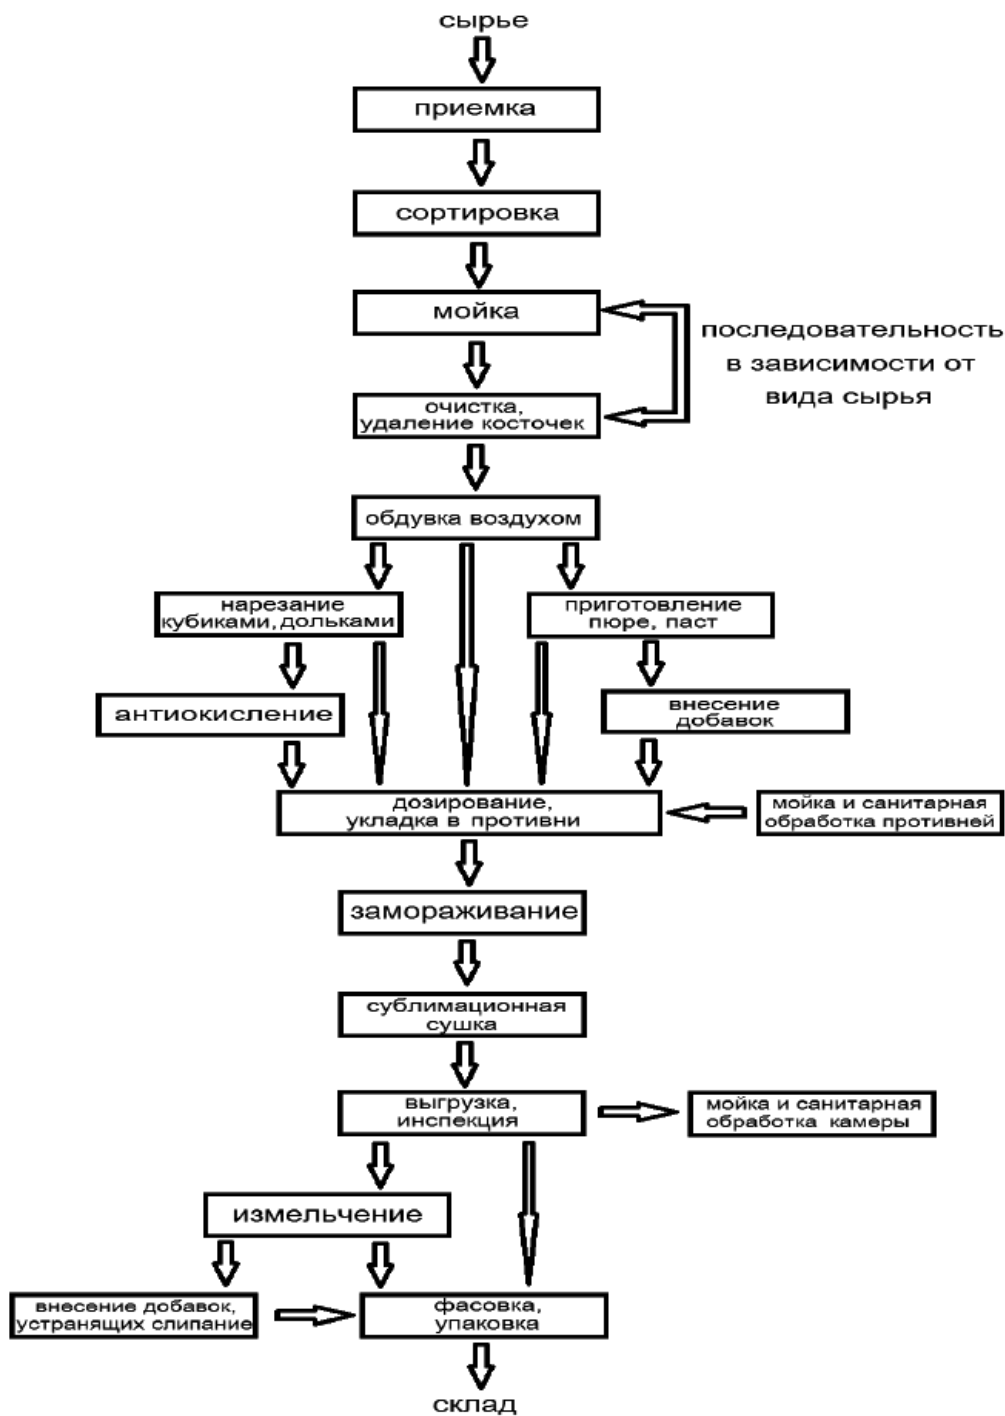 сырье
приемка
сортировка
мойка
последовательность
в зависимости от
вида сырья
очистка,
удаление косточек
обдувка воздухом
нарезание
кубиками, дольками
приготовление
пюре, паст
антиокисление
внесение
добавок
дозирование,
укладка в противни
мойка и санитарная
обработка противней
замораживание
сублимационная
сушка
выгрузка,
инспекция
мойка и санитарная
обработка камеры
измельчение
внесение добавок,
устранящих слипание
фасовка,
упаковка
склад